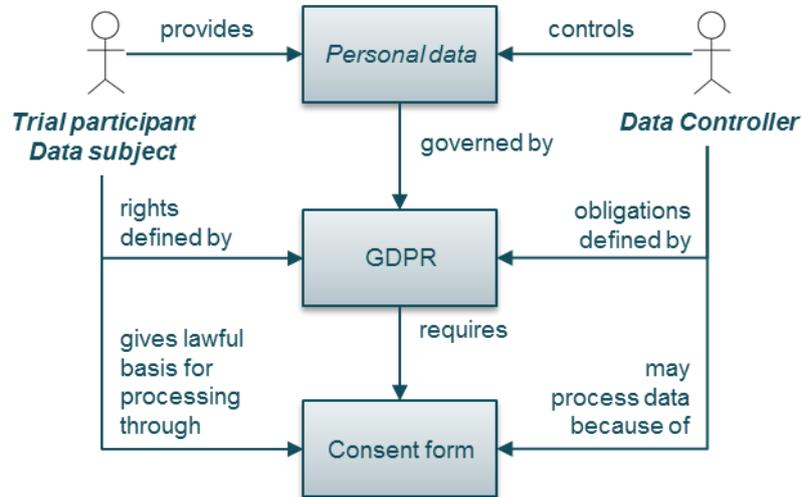 provides
Personal data
controls
Trial participant
Data subject
Data Controller
governed by
rights
defined by
GDPR
obligations
defined by
requires
gives lawful
basis for
processing
through
may
process data
because of
Consent form